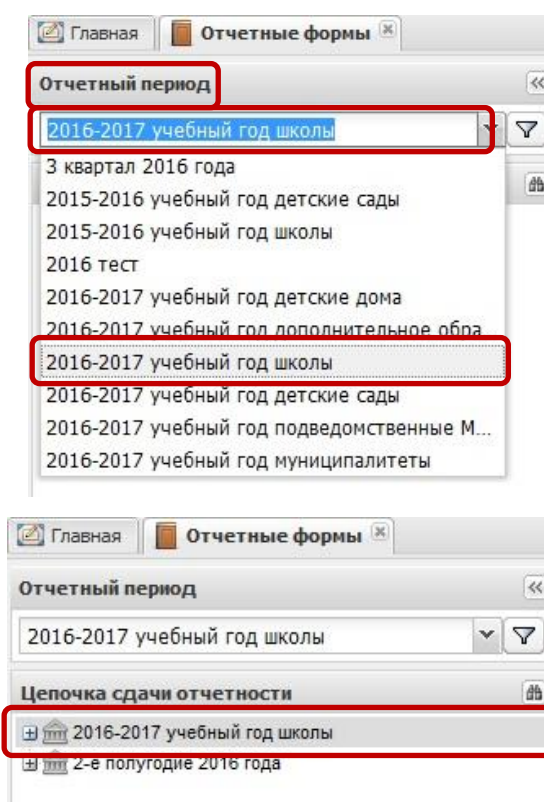 Главная Отчетные формы
Отчетный период
2016-2017 учебный год школы
3 квартал 2016 года
2015-2016 учебный год детские сады
2015-2016 учебный год школы
2016 тест
2016-2017 учебный год детские дома
2016-2017 учебный год дополнительное обра
2016-2017 учебный год школы
2016-2017 учебный год детские сады
2016-2017 учебный год подведомственные М...
2016-2017 учебный год муниципалитеты
Главная Отчетные формы
Отчетный период
2016-2017 учебный год школы
Цепочка сдачи отчетности
2016-2017 учебный год школы
2-е полугодие 2016 года